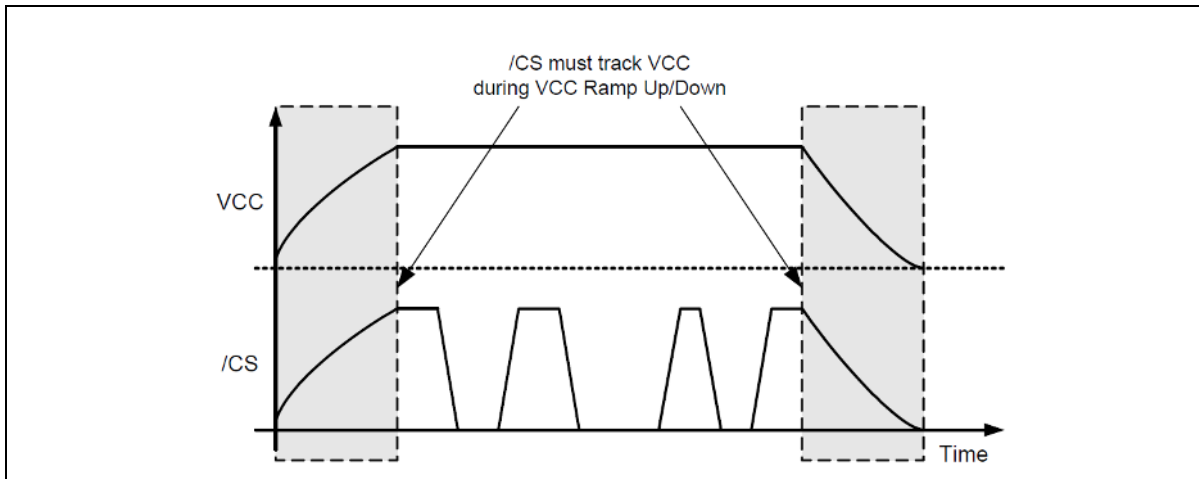 /CS must track VCC
during VCC Ramp Up/Down
VCC
/CS
Time